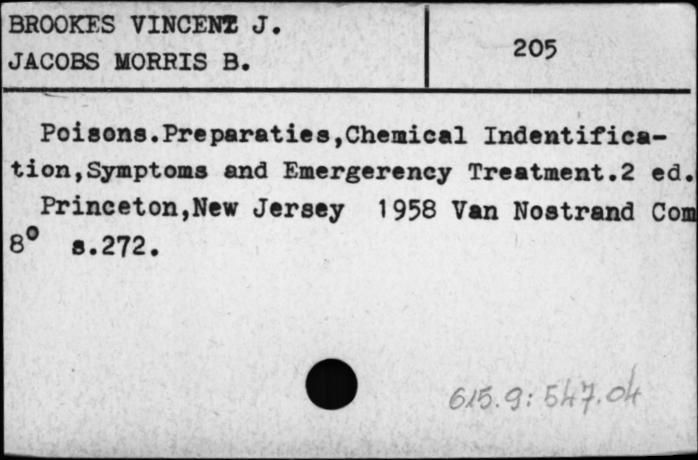 BROOKES VINCENT J.
205
JACOBS MORRIS B.
Poisons.Preparaties,Chemical Indentifica-
tion,Symptoms and Emergerency Treatment.2 ed.
Princeton,New Jersey 1958 Van Nostrand Com
8° s.272.
615.9:547.04